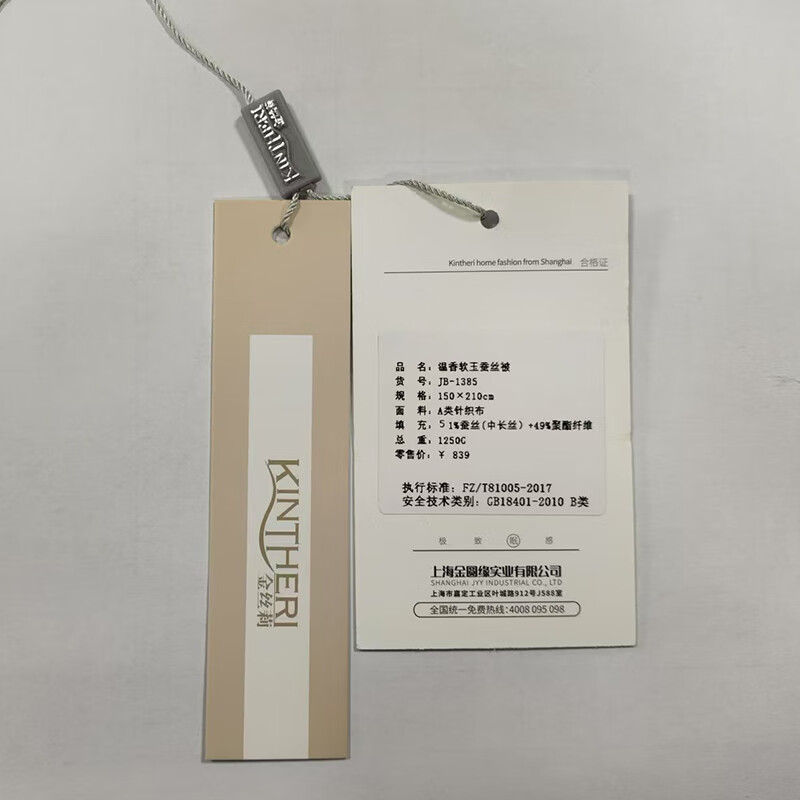 KINTHERI
金丝莉
Kintheri home fashion from Shanghai 合格证
品 名：温香软玉蚕丝被
货 号：JB-138S
规 格：150×210cm
面 料：A类针织布
填 充：51%蚕丝(中长丝)+49%聚酯纤维
总 重：1250G
零售价：¥ 839
执行标准：FZ/T81005-2017
安全技术类别：GB18401-2010 B类
极 致 眠 感
上海金圆缘实业有限公司
SHANGHAI JYY INDUSTRIAL CO., LTD
上海市嘉定工业区叶城路912号J588室
全国统一免费热线:4008 095 098
KINTHERI
金丝莉